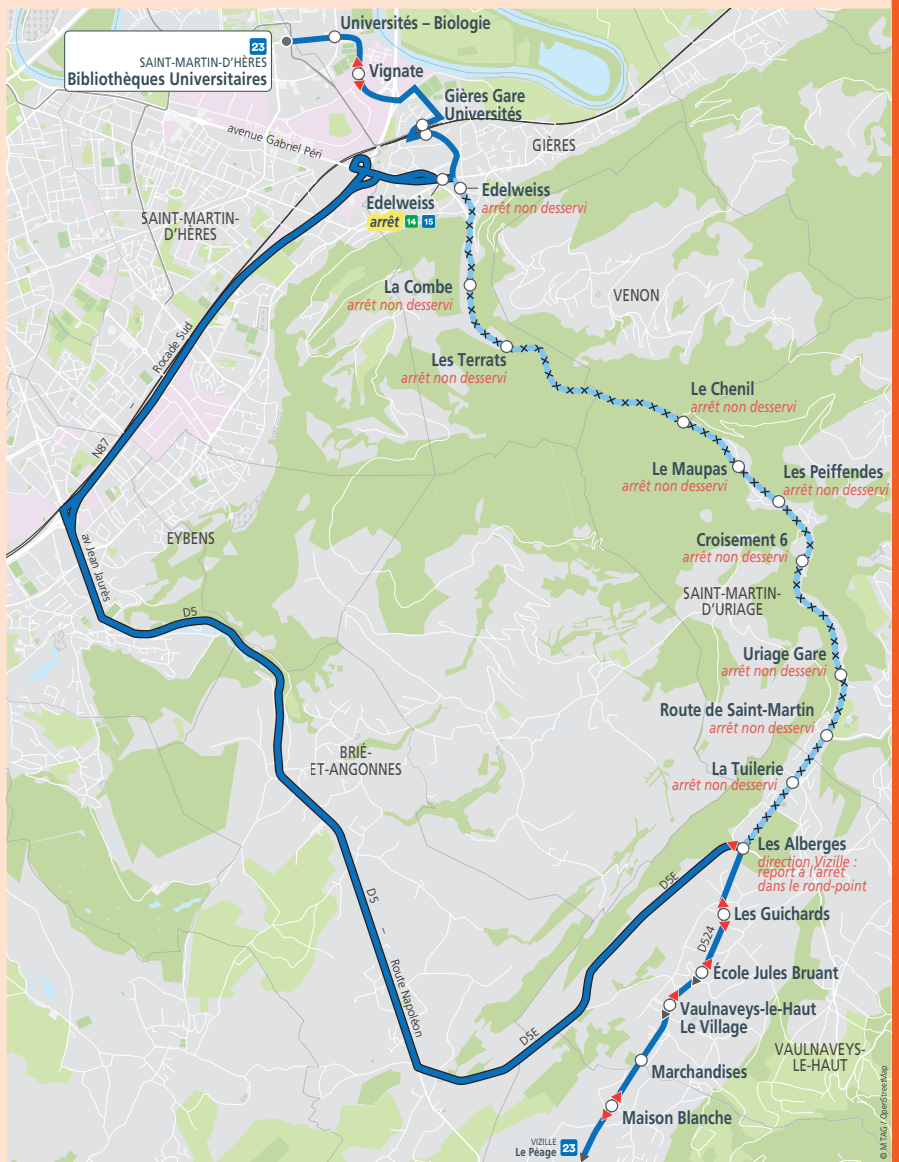 Universités – Biologie
23
SAINT-MARTIN-D'HÈRES
Bibliothèques Universitaires
Vignate
Gières Gare
Universités
avenue Gabriel Péri
GIÈRES
Edelweiss
arrêt 14 15
Edelweiss
arrêt non desservi
SAINT-MARTIN-
D'HÈRES
La Combe
arrêt non desservi
VENON
Rocade Sud
Les Terrats
arrêt non desservi
Le Chenil
arrêt non desservi
–
N87
Le Maupas
arrêt non desservi
Les Peiffendes
arrêt non desservi
EYBENS
av Jean Jaurès
Croisement 6
arrêt non desservi
SAINT-MARTIN-
D'URIAGE
D5
Uriage Gare
arrêt non desservi
Route de Saint-Martin
arrêt non desservi
BRIÉ-
ET-ANGONNES
La Tuilerie
arrêt non desservi
Les Alberges
direction Vizille :
report à l'arrêt
dans le rond-point
D5E
D5
–
Route Napoléon
Les Guichards
D524
École Jules Bruant
Vaulnaveys-le-Haut
Le Village
D5E
VAULNAVEYS-
LE-HAUT
Marchandises
Maison Blanche
VIZILLE
Le Péage 23
© MTAG / OpenStreetMap